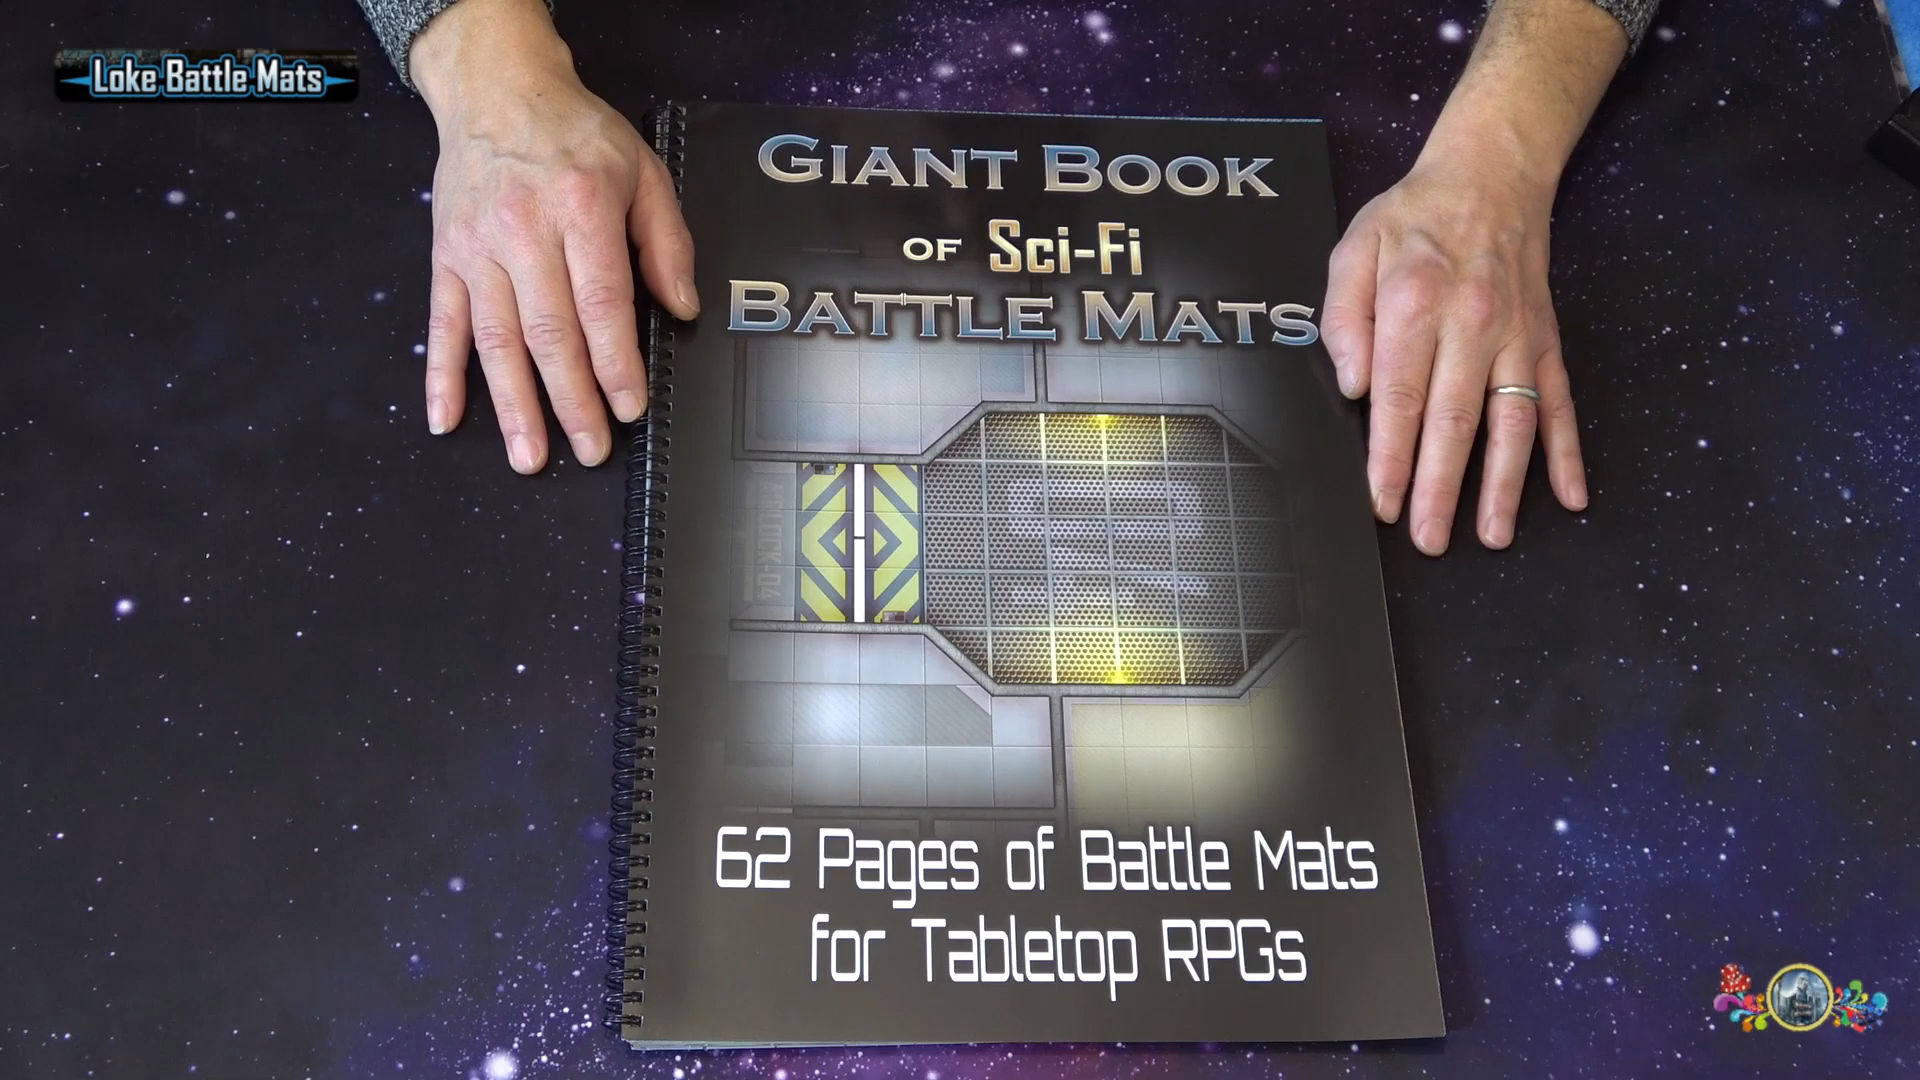 Loke Battle Mats
Giant Book
of Sci-Fi
Battle Mats
AIRLOCK-04
62 Pages of Battle Mats
for Tabletop RPGs